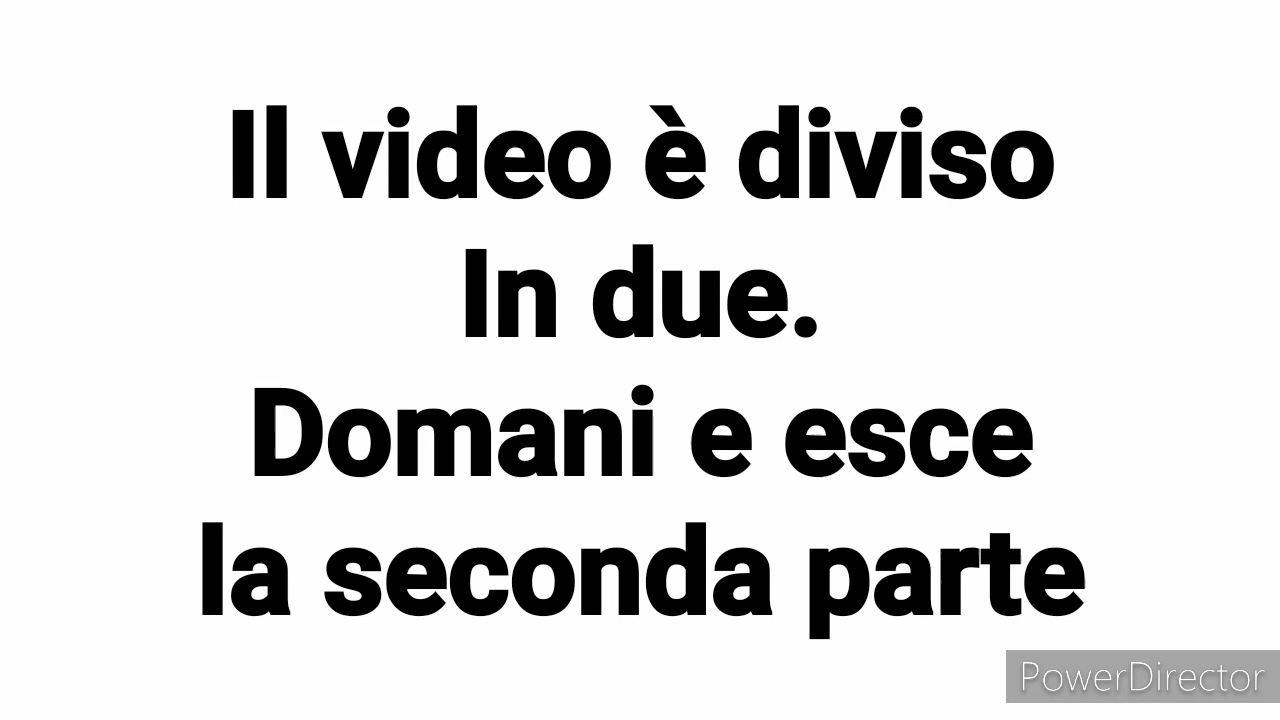 Il video è diviso
In due.
Domani e esce
la seconda parte
PowerDirector